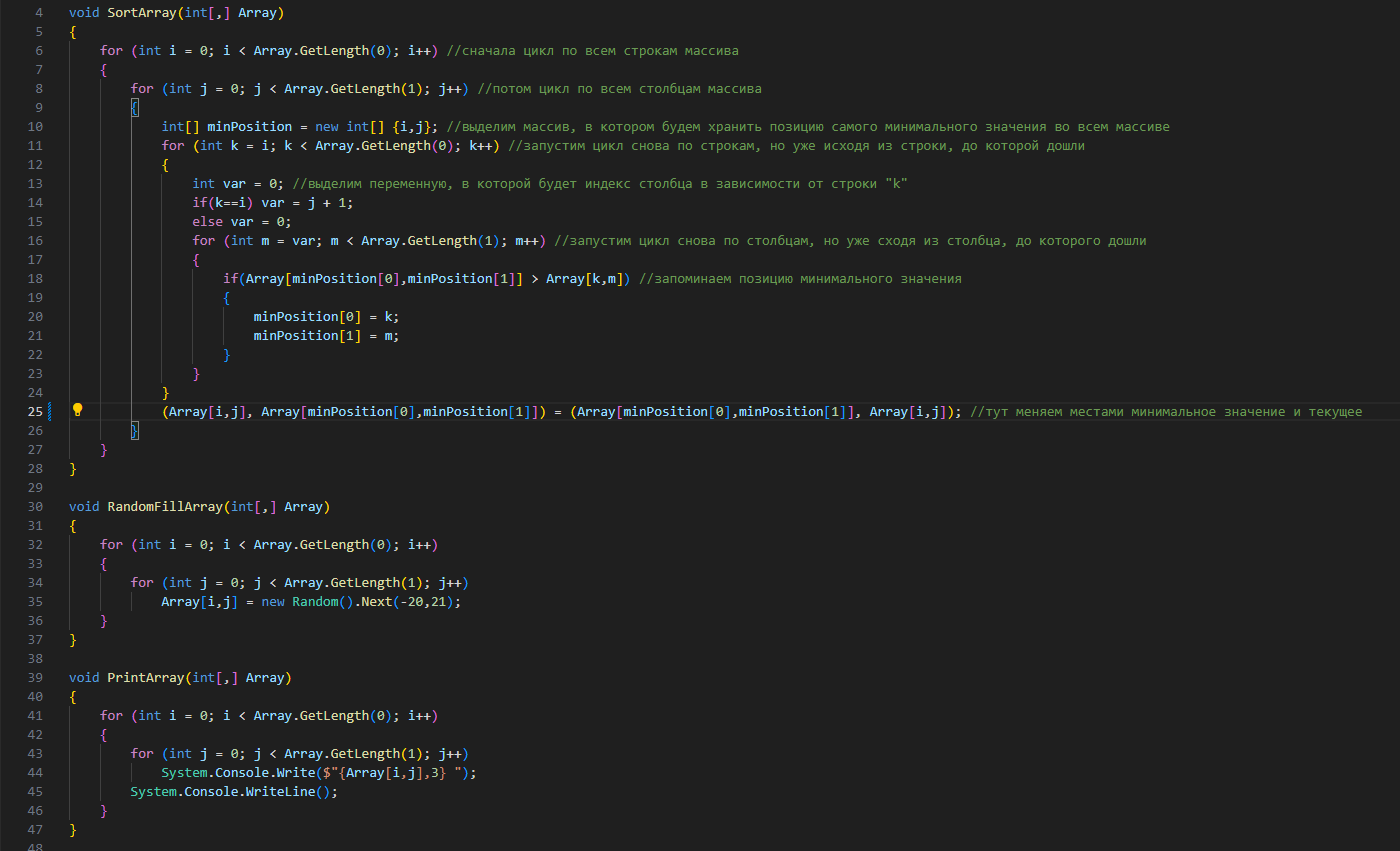 4 void SortArray(int[,] Array)
5 {
6 for (int i = 0; i < Array.GetLength(0); i++) //сначала цикл по всем строкам массива
7 {
8 for (int j = 0; j < Array.GetLength(1); j++) //потом цикл по всем столбцам массива
9 {
10 int[] minPosition = new int[] {i,j}; //выделим массив, в котором будем хранить позицию самого минимального значения во всем массиве
11 for (int k = i; k < Array.GetLength(0); k++) //запустим цикл снова по строкам, но уже исходя из строки, до которой дошли
12 {
13 int var = 0; //выделим переменную, в которой будет индекс столбца в зависимости от строки "k"
14 if(k==i) var = j + 1;
15 else var = 0;
16 for (int m = var; m < Array.GetLength(1); m++) //запустим цикл снова по столбцам, но уже сходя из столбца, до которого дошли
17 {
18 if(Array[minPosition[0],minPosition[1]] > Array[k,m]) //запоминаем позицию минимального значения
19 {
20 minPosition[0] = k;
21 minPosition[1] = m;
22 }
23 }
24 }
25 (Array[i,j], Array[minPosition[0],minPosition[1]]) = (Array[minPosition[0],minPosition[1]], Array[i,j]); //тут меняем местами минимальное значение и текущее
26 }
27 }
28 }
29
30 void RandomFillArray(int[,] Array)
31 {
32 for (int i = 0; i < Array.GetLength(0); i++)
33 {
34 for (int j = 0; j < Array.GetLength(1); j++)
35 Array[i,j] = new Random().Next(-20,21);
36 }
37 }
38
39 void PrintArray(int[,] Array)
40 {
41 for (int i = 0; i < Array.GetLength(0); i++)
42 {
43 for (int j = 0; j < Array.GetLength(1); j++)
44 System.Console.Write($"{Array[i,j],3} ");
45 System.Console.WriteLine();
46 }
47 }
48